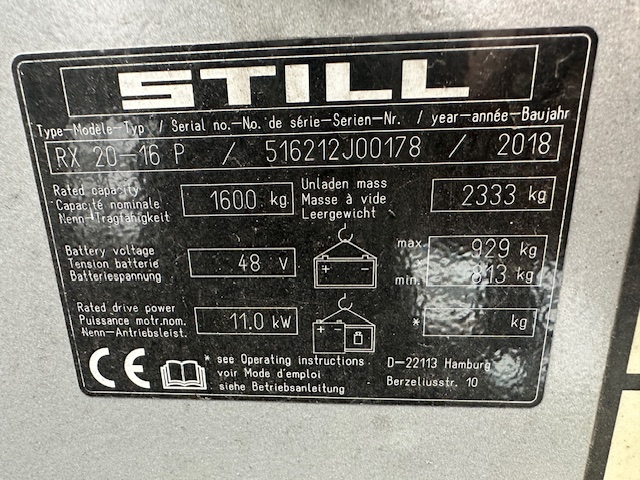 STILL
Type-Modèle-Typ / Serial no.-No. de série-Serien-Nr. / year-année-Baujahr
RX 20-16 P / 516212J00178 / 2018
Rated capacity
Capacité nominale
Nenn-Tragfähigkeit
1600 kg
Unladen mass
Masse à vide
Leergewicht
2333 kg
Battery voltage
Tension batterie
Batteriespannung
48 V
max. 929 kg
min. 813 kg
Rated drive power
Puissance motr.nom.
Nenn-Antriebsleist.
11.0 kW
* kg
CE
* see Operating instructions
voir Mode d'emploi
siehe Betriebsanleitung
D-22113 Hamburg
Berzeliusstr. 10